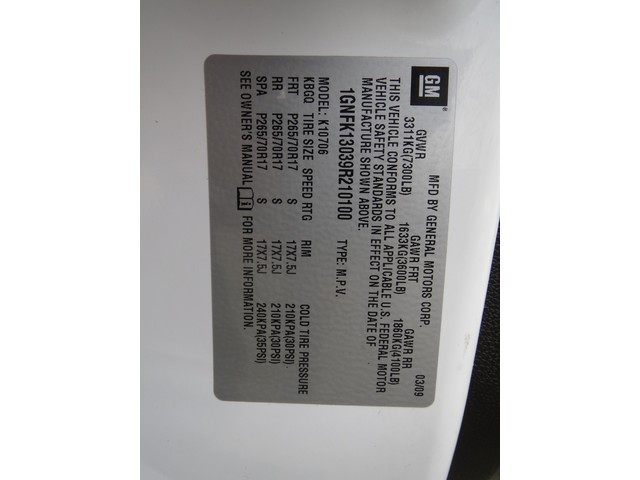 GM
MFD BY GENERAL MOTORS CORP. 03/09
GVWR GAWR FRT GAWR RR
3311KG(7300LB) 1633KG(3600LB) 1860KG(4100LB)
THIS VEHICLE CONFORMS TO ALL APPLICABLE U.S. FEDERAL MOTOR
VEHICLE SAFETY STANDARDS IN EFFECT ON THE DATE OF
MANUFACTURE SHOWN ABOVE.
1GNFK13039R210100 TYPE: M.P.V.
MODEL: K10706
KBGQ TIRE SIZE SPEED RTG RIM COLD TIRE PRESSURE
FRT P265/70R17 S 17X7.5J 210KPA(30PSI)
RR P265/70R17 S 17X7.5J 210KPA(30PSI)
SPA P265/70R17 S 17X7.5J 240KPA(35PSI)
SEE OWNER'S MANUAL i FOR MORE INFORMATION.